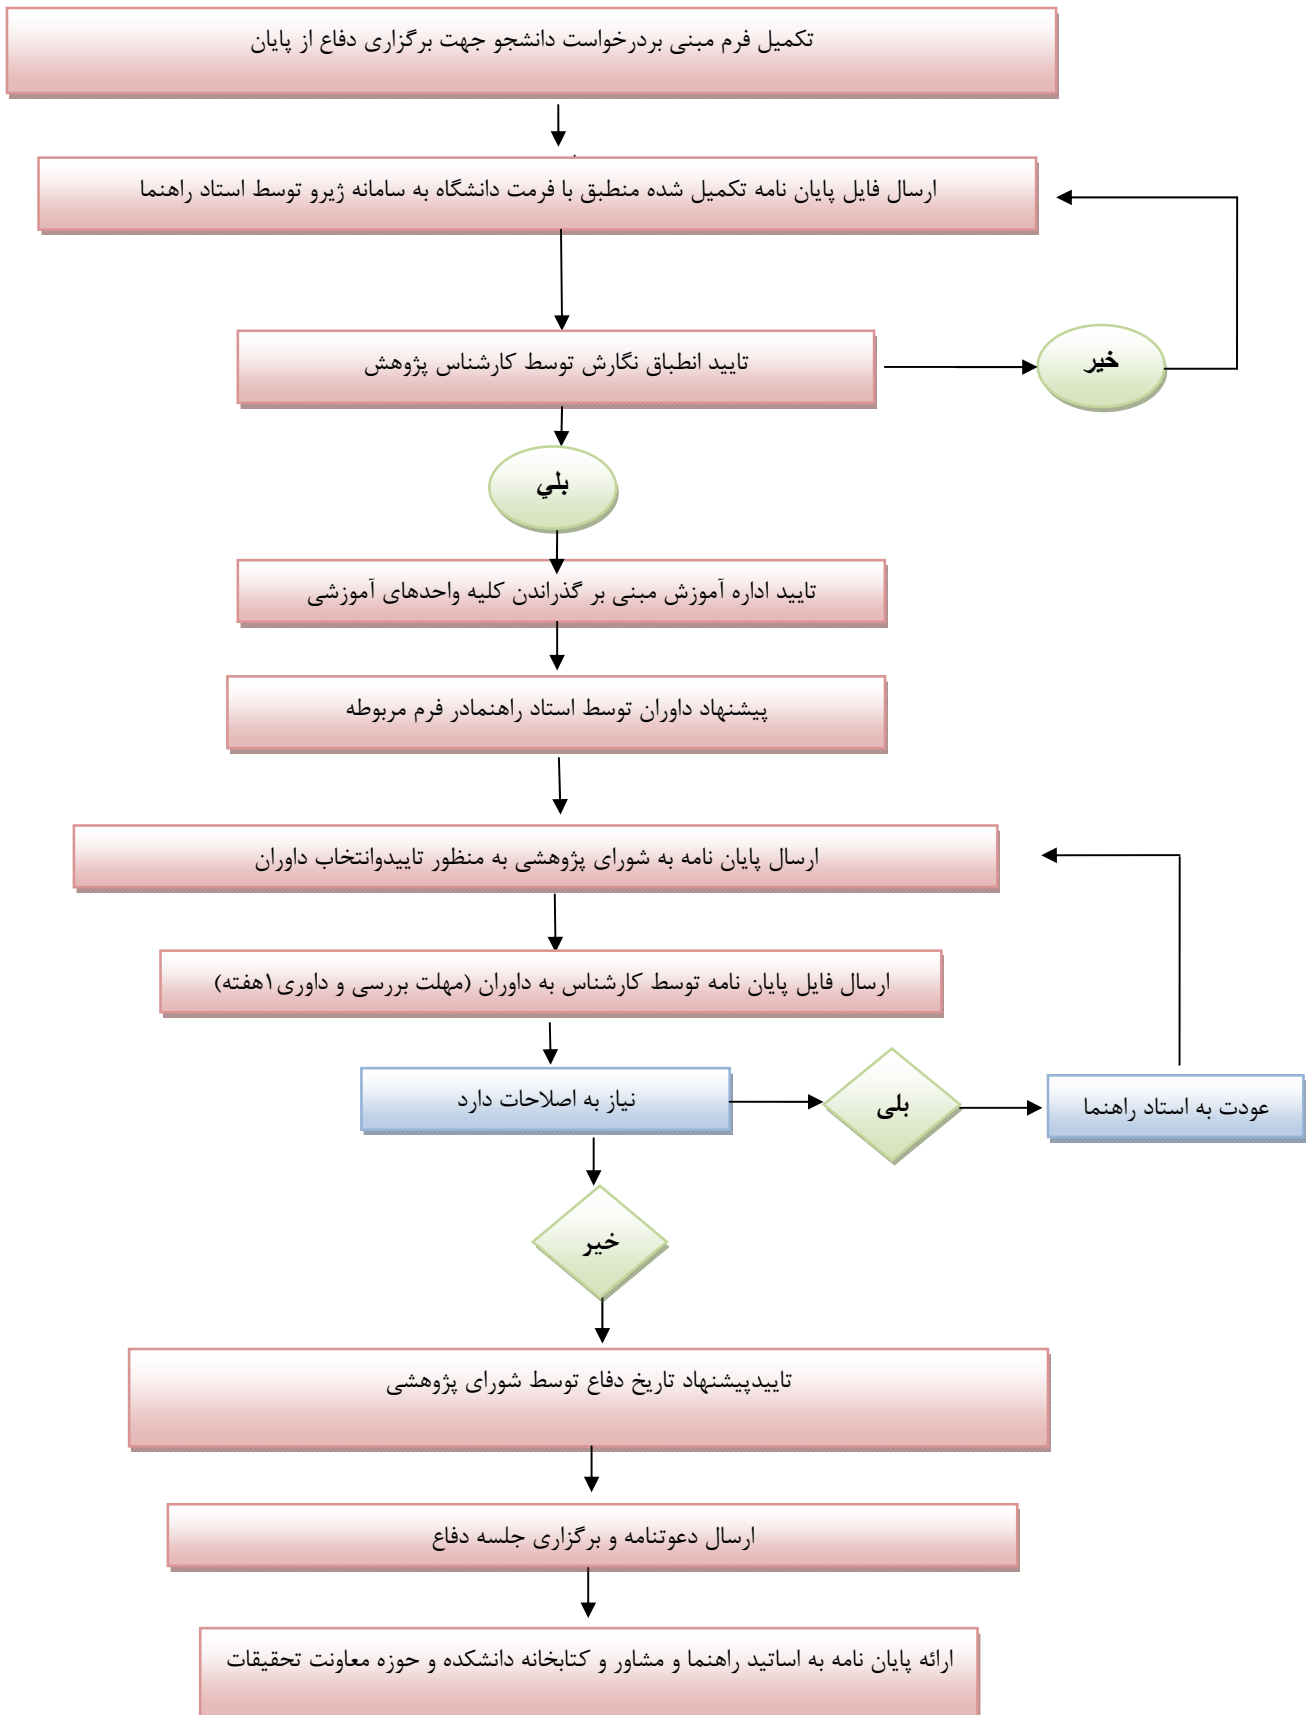 تکمیل فرم مبنی بردرخواست دانشجو جهت برگزاری دفاع از پایان
ارسال فایل پایان نامه تکمیل شده منطبق با فرمت دانشگاه به سامانه ژیرو توسط استاد راهنما
تایید انطباق نگارش توسط کارشناس پژوهش
خیر
بلي
تایید اداره آموزش مبنی بر گذراندن کلیه واحدهای آموزشی
پیشنهاد داوران توسط استاد راهنمادر فرم مربوطه
ارسال پایان نامه به شورای پژوهشی به منظور تاییدوانتخاب داوران
ارسال فایل پایان نامه توسط کارشناس به داوران (مهلت بررسی و داوری۱هفته)
نیاز به اصلاحات دارد
بلی
عودت به استاد راهنما
خیر
تاییدپیشنهاد تاریخ دفاع توسط شورای پژوهشی
ارسال دعوتنامه و برگزاری جلسه دفاع
ارائه پایان نامه به اساتید راهنما و مشاور و کتابخانه دانشکده و حوزه معاونت تحقیقات